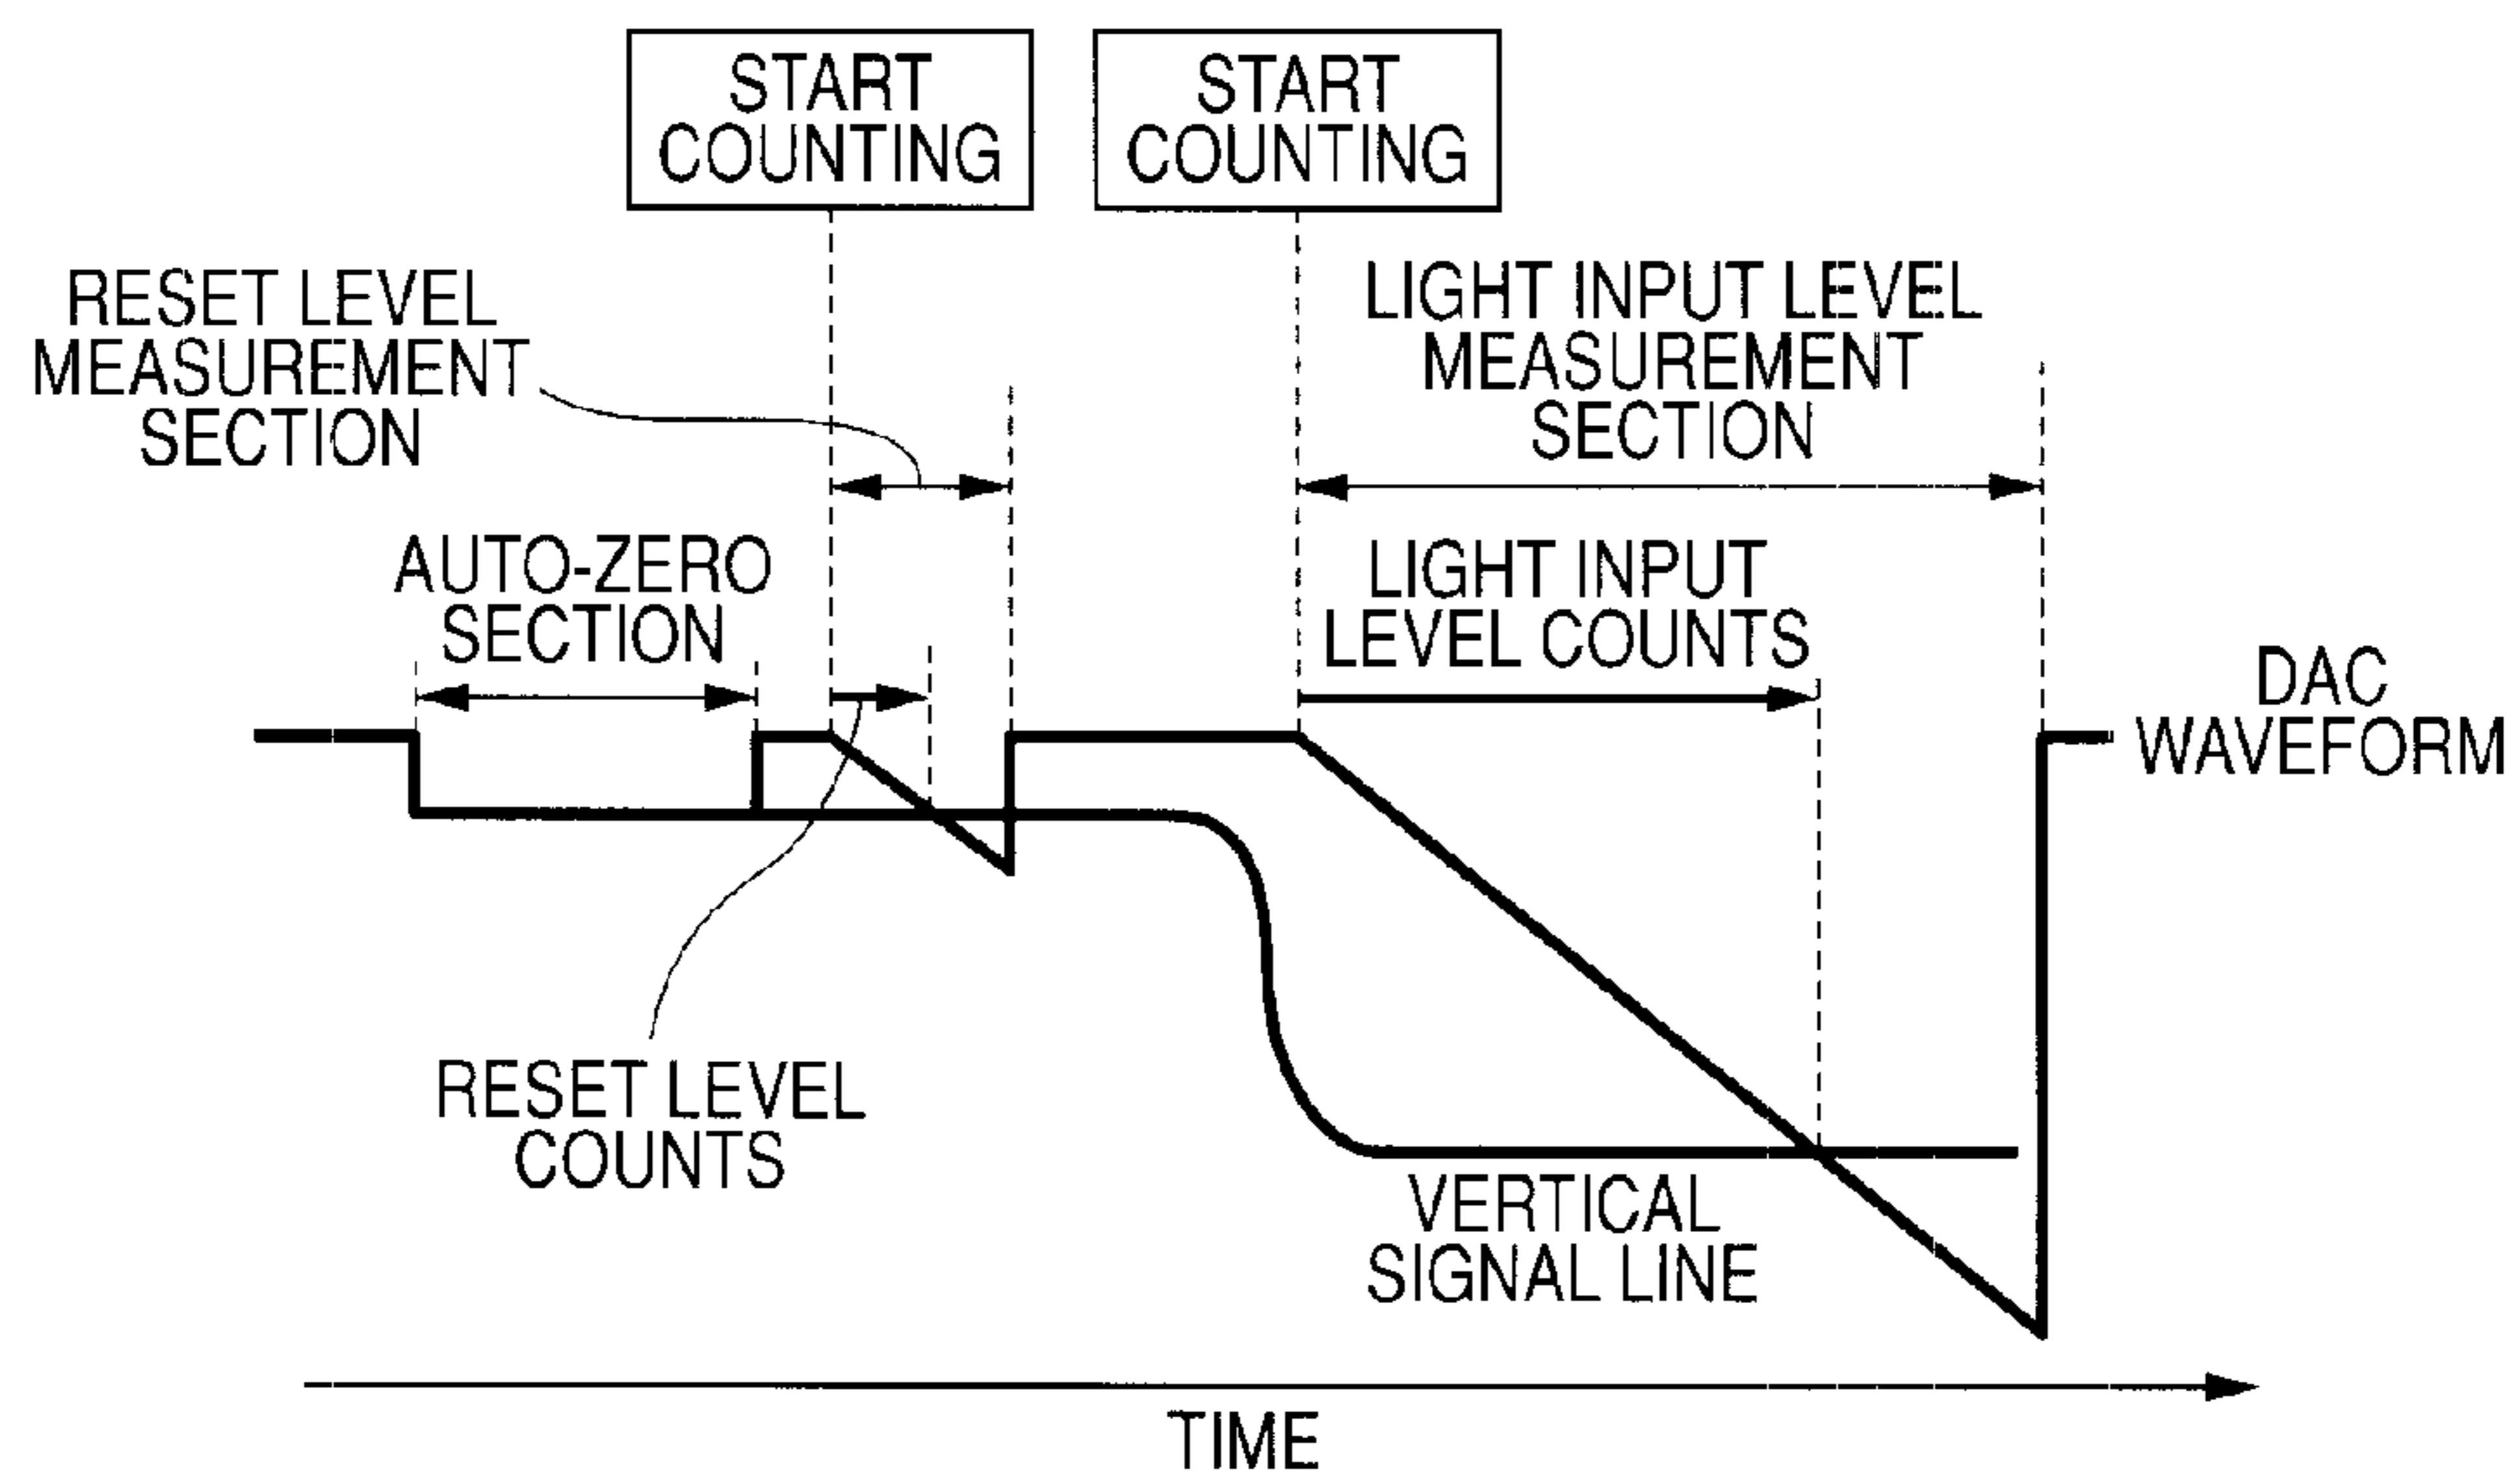 START
COUNTING
START
COUNTING
RESET LEVEL
MEASUREMENT
SECTION
LIGHT INPUT LEVEL
MEASUREMENT
SECTION
AUTO-ZERO
SECTION
LIGHT INPUT
LEVEL COUNTS
DAC
WAVEFORM
RESET LEVEL
COUNTS
VERTICAL
SIGNAL LINE
TIME